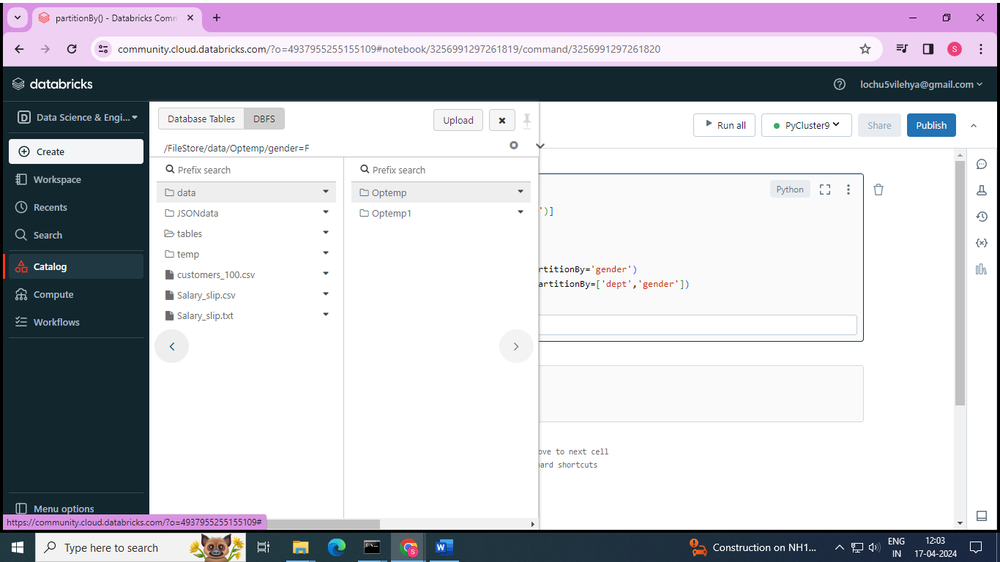 partitionBy() - Databricks Comm
community.cloud.databricks.com/?o=4937955255155109#notebook/3256991297261819/command/3256991297261820
S
databricks
lochu5vilehya@gmail.com
D Data Science & Engi...
Create
Workspace
Recents
Search
Catalog
Compute
Workflows
Menu options
Database Tables DBFS Upload
/FileStore/data/Optemp/gender=F
Prefix search
data
JSONdata
tables
temp
customers_100.csv
Salary_slip.csv
Salary_slip.txt
Prefix search
Optemp
Optemp1
Run all PyCluster9 Share Publish
Python
')]
rtitionBy='gender')
artitionBy=['dept','gender'])
ove to next cell
oard shortcuts
https://community.cloud.databricks.com/?o=4937955255155109#
Type here to search
Construction on NH1...
ENG
IN
12:03
17-04-2024